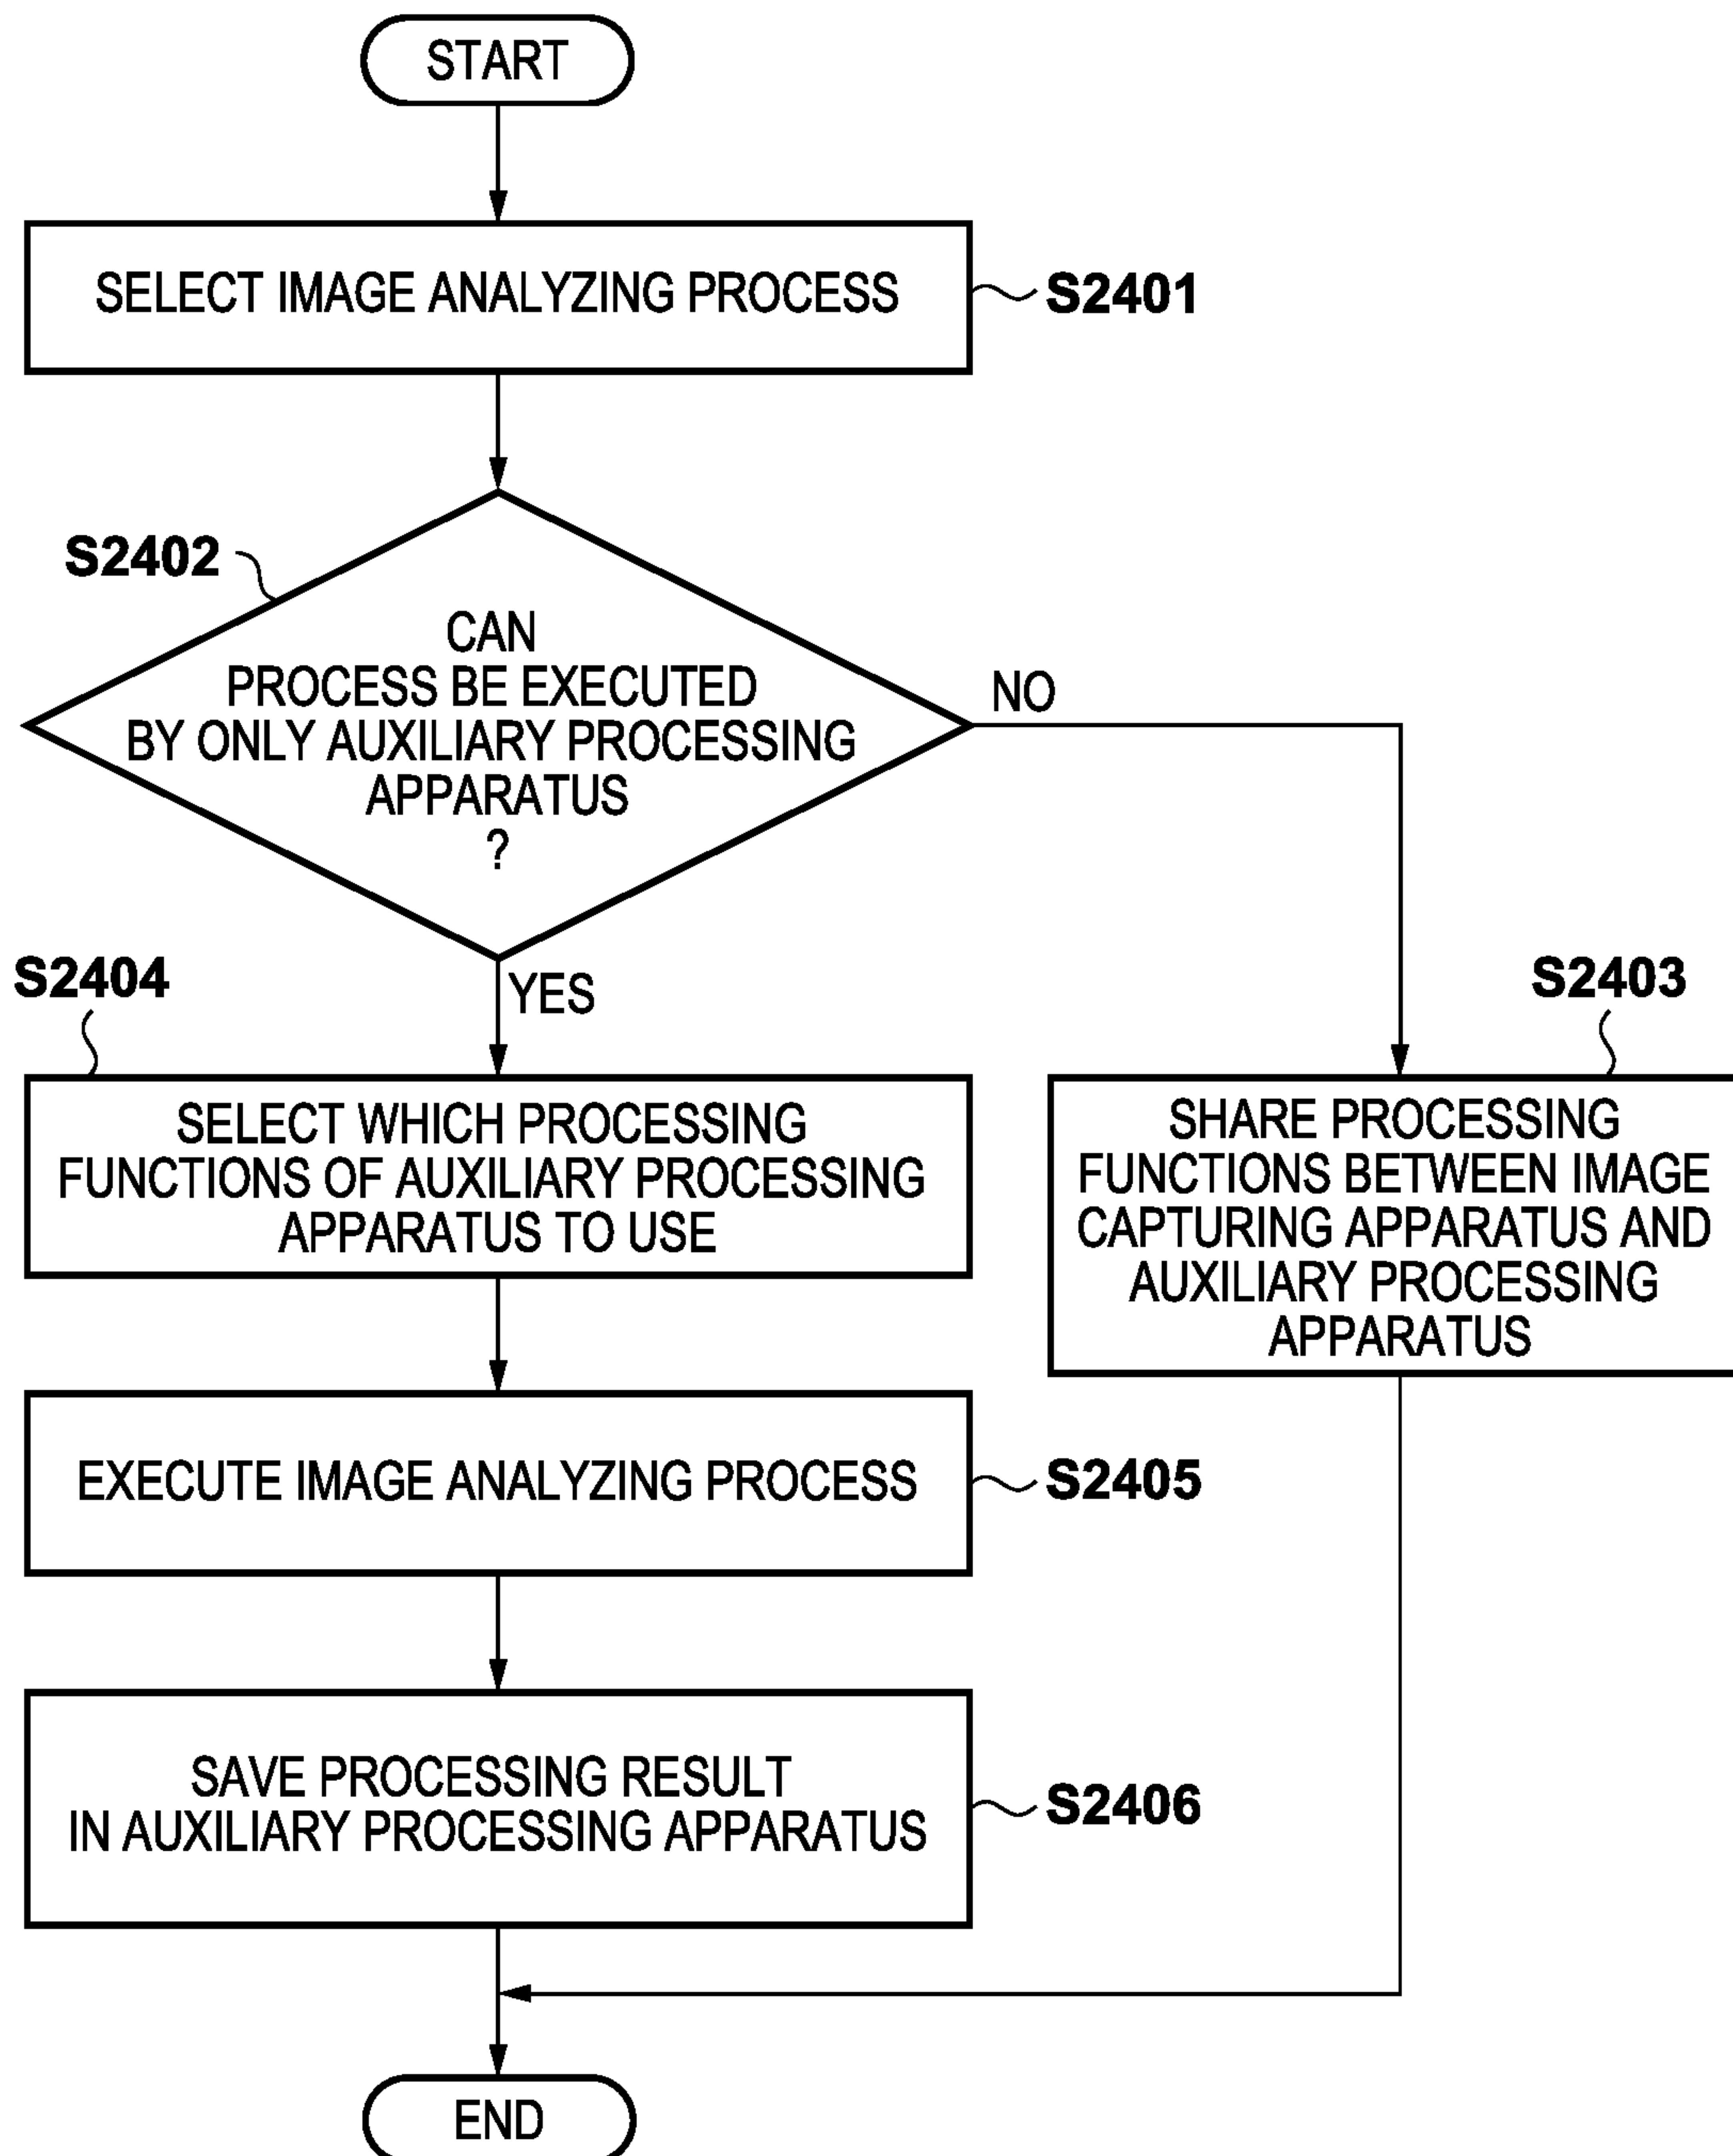 START
SELECT IMAGE ANALYZING PROCESS
S2401
S2402
CAN
PROCESS BE EXECUTED
BY ONLY AUXILIARY PROCESSING
APPARATUS
?
NO
YES
S2404
SELECT WHICH PROCESSING
FUNCTIONS OF AUXILIARY PROCESSING
APPARATUS TO USE
S2403
SHARE PROCESSING
FUNCTIONS BETWEEN IMAGE
CAPTURING APPARATUS AND
AUXILIARY PROCESSING
APPARATUS
EXECUTE IMAGE ANALYZING PROCESS
S2405
SAVE PROCESSING RESULT
IN AUXILIARY PROCESSING APPARATUS
S2406
END